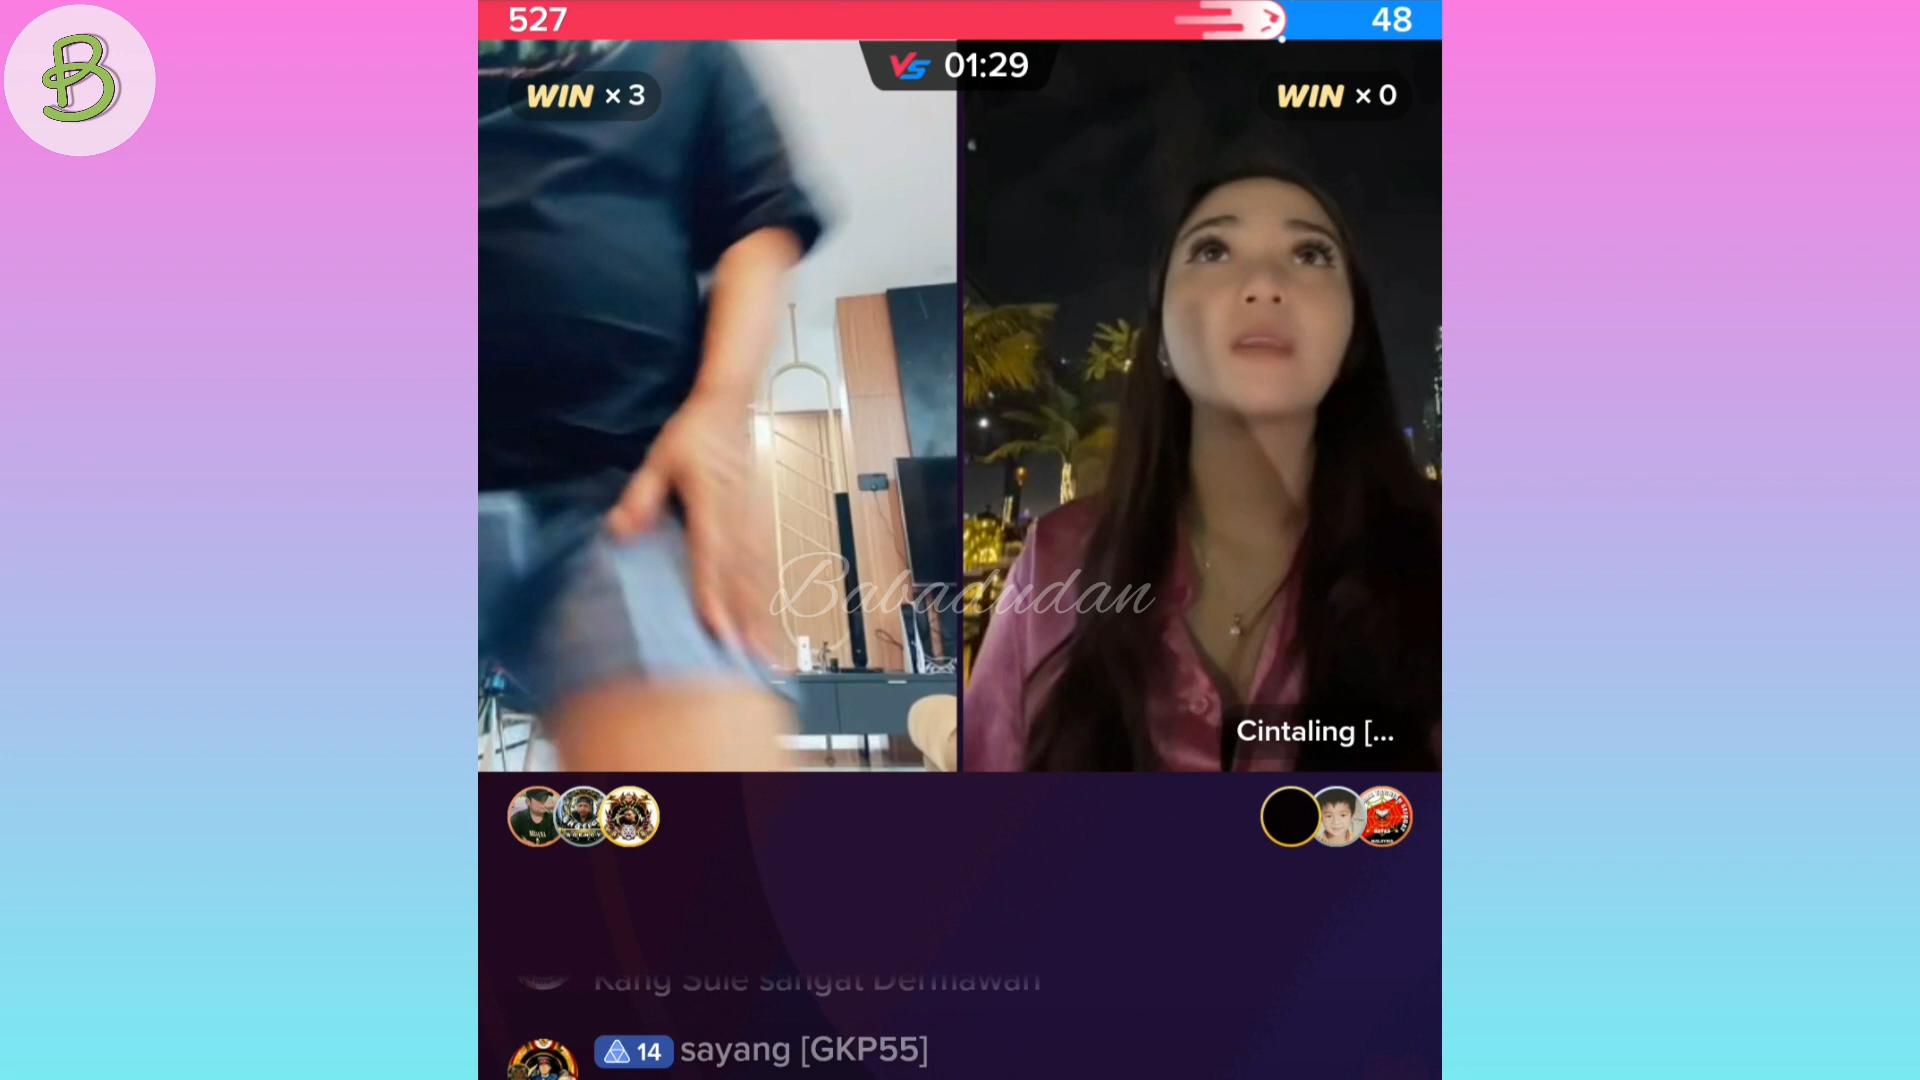 527
48
VS 01:29
WIN × 3
WIN × 0
Babadudan
Cintaling [...
Kang Sule sangat Dermawan
14 sayang [GKP55]
B